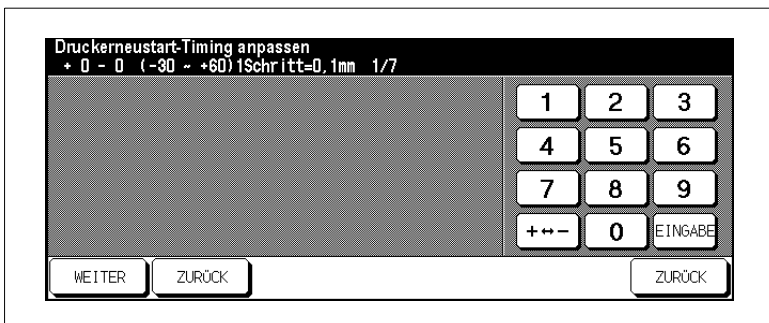 Druckerneustart-Timing anpassen
+ 0 - 0 (-30 ~ +60)1Schritt=0,1mm 1/7
1 2 3
4 5 6
7 8 9
+↔− 0 EINGABE
WEITER ZURÜCK ZURÜCK